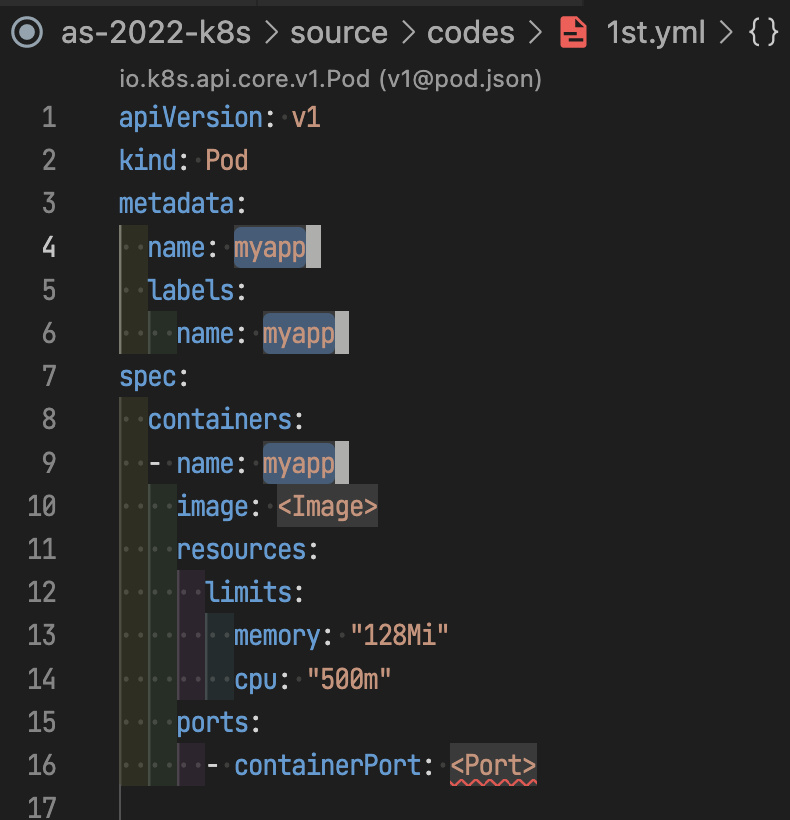 as-2022-k8s > source > codes > 1st.yml > {}
io.k8s.api.core.v1.Pod (v1@pod.json)
1 apiVersion: v1
2 kind: Pod
3 metadata:
4   name: myapp
5   labels:
6     name: myapp
7 spec:
8   containers:
9   - name: myapp
10     image: <Image>
11     resources:
12       limits:
13         memory: "128Mi"
14         cpu: "500m"
15     ports:
16       - containerPort: <Port>
17